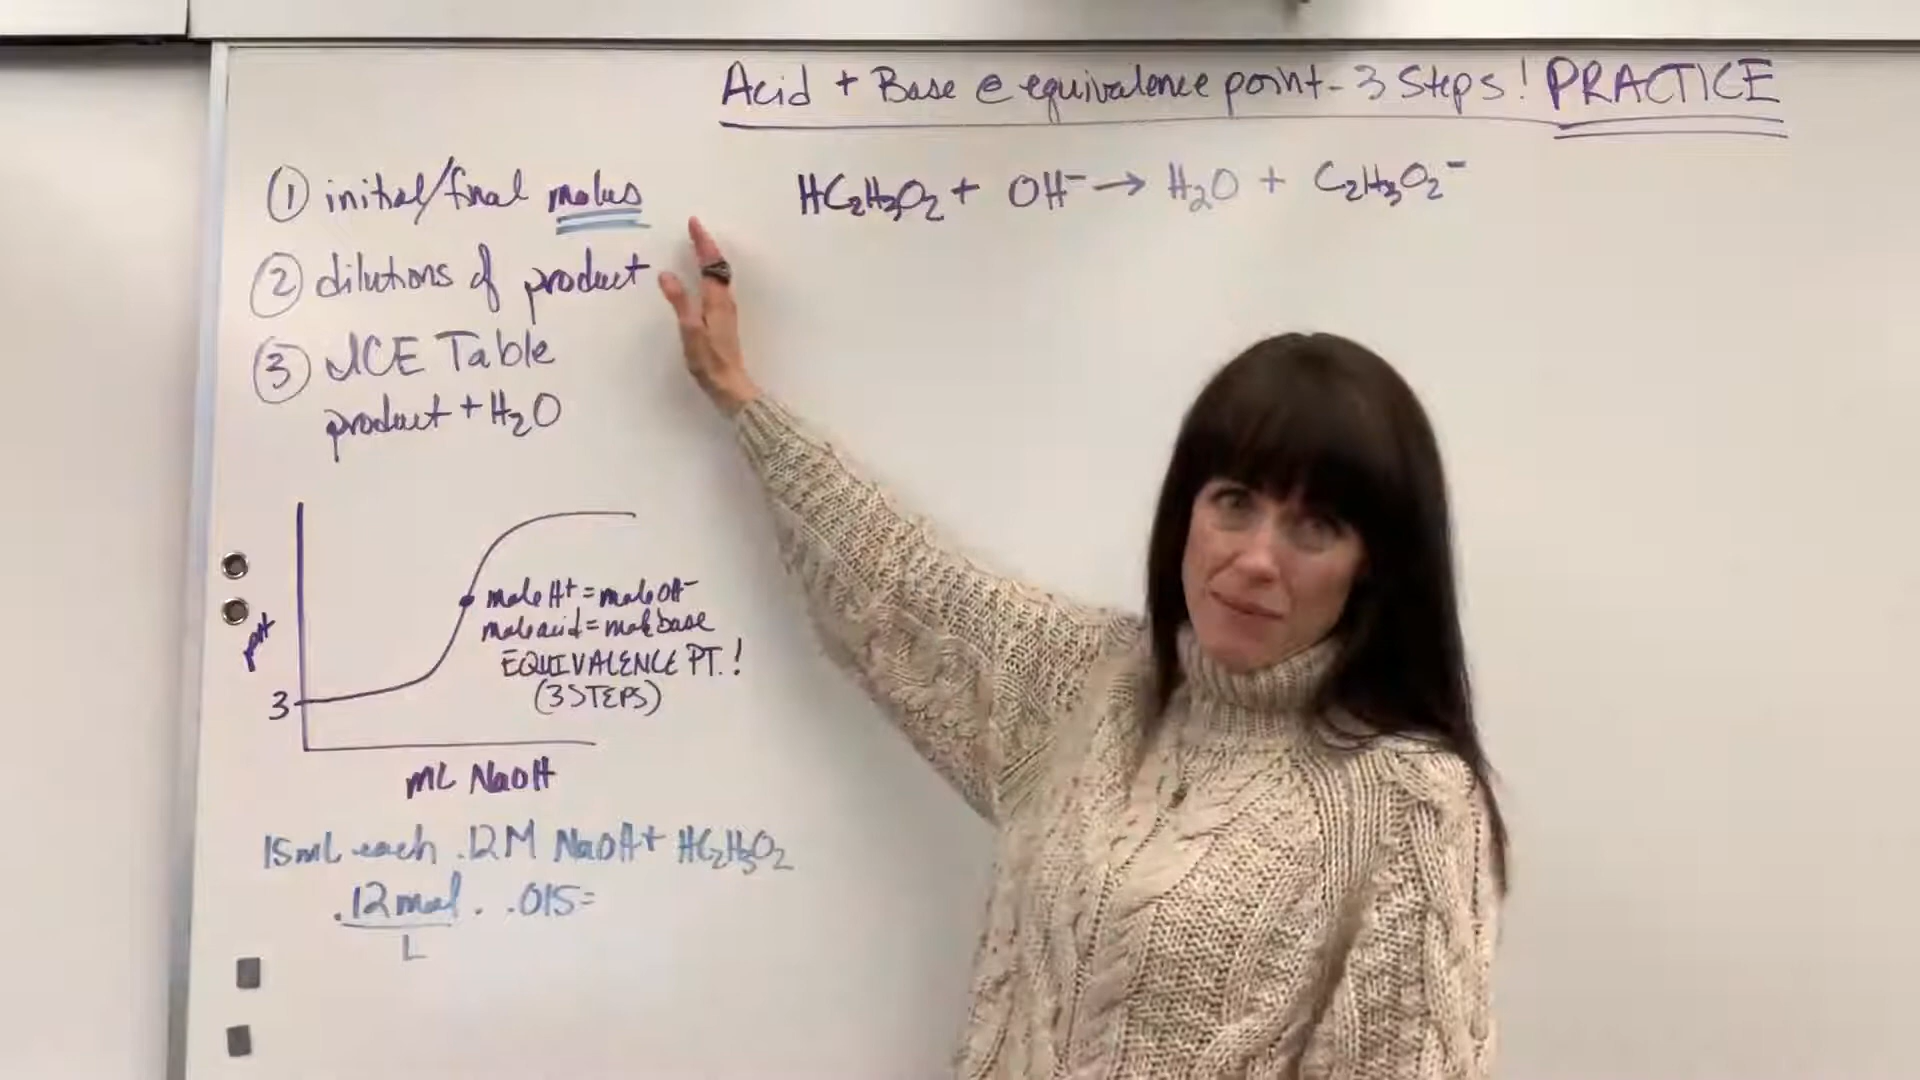 Acid + Base @ equivalence point - 3 Steps! PRACTICE
① initial/final moles
HC₂H₃O₂ + OH⁻ → H₂O + C₂H₃O₂⁻
② dilutions of product
③ ICE Table
product + H₂O
mole H⁺ = mole OH⁻
mole acid = mole base
EQUIVALENCE PT.!
(3 STEPS)
pH
3
mL NaOH
15mL each .12M NaOH + HC₂H₃O₂
.12mol . .015=
L